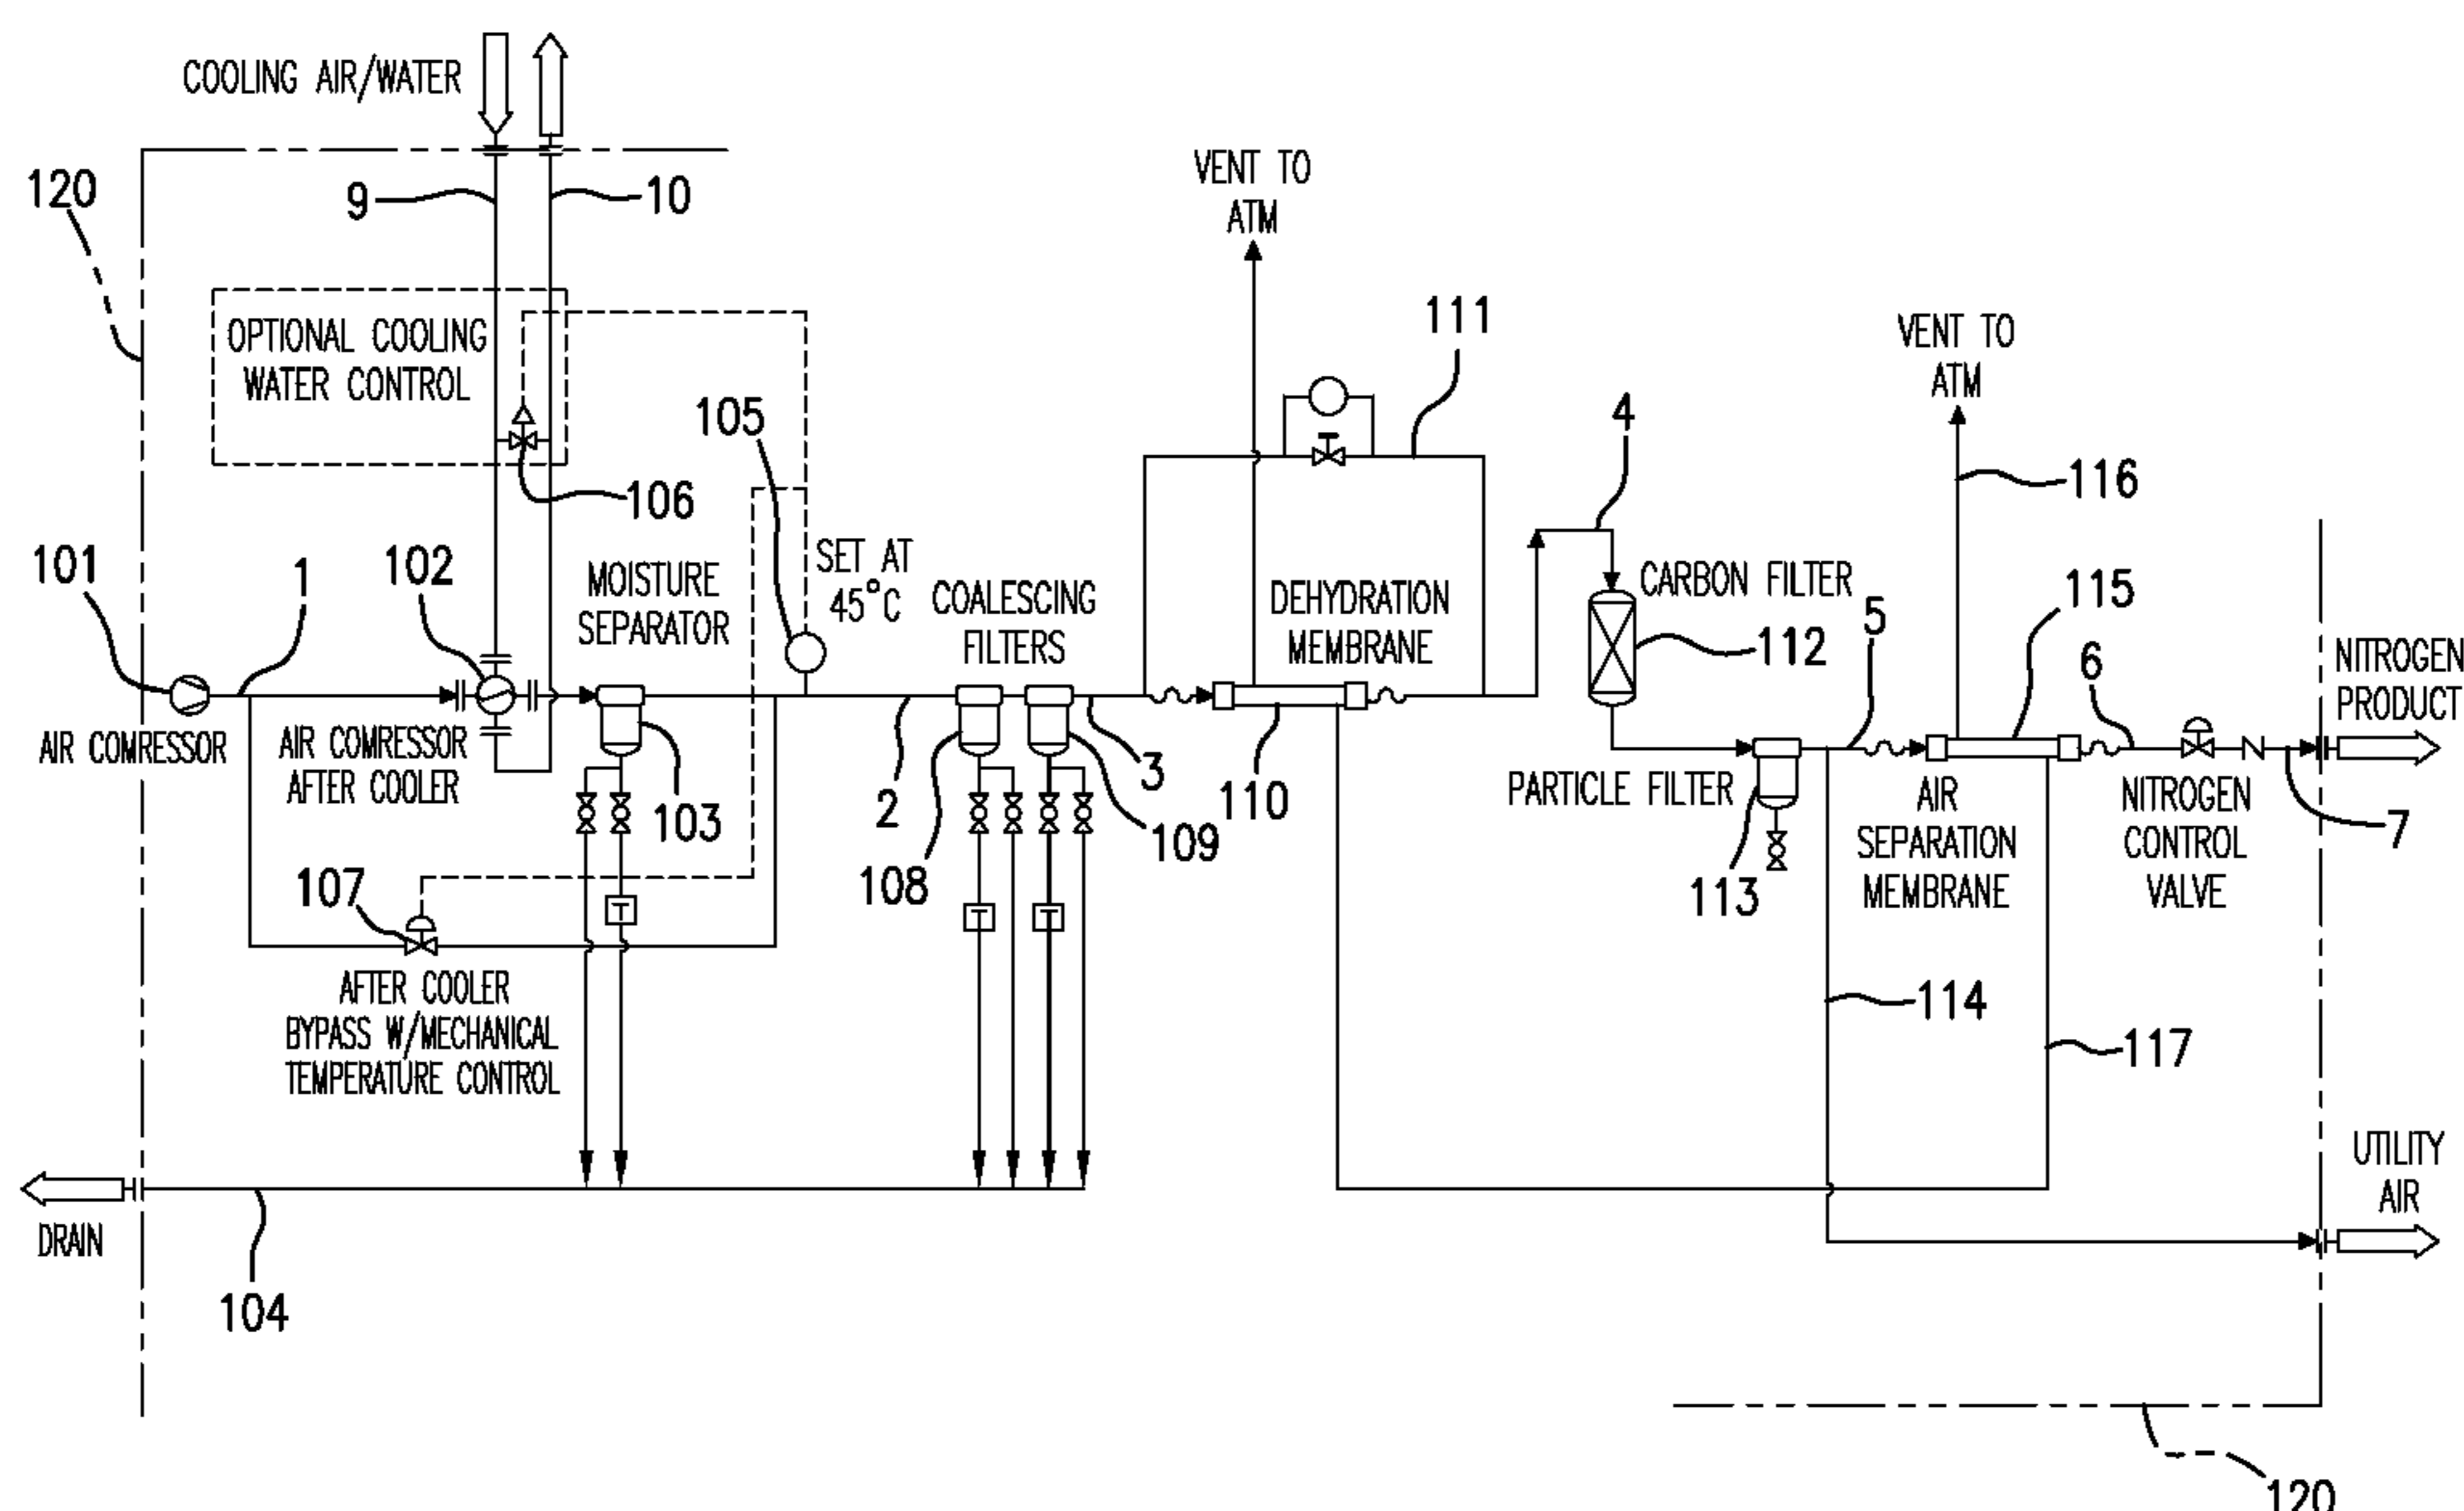 COOLING AIR/WATER
120
9
10
VENT TO
ATM
OPTIONAL COOLING
WATER CONTROL
111
VENT TO
ATM
105
4
106
116
101
1
102
MOISTURE
SEPARATOR
SET AT
45°C
COALESCING
FILTERS
DEHYDRATION
MEMBRANE
CARBON FILTER
112
5
115
6
NITROGEN
PRODUCT
AIR COMRESSOR
AIR COMRESSOR
AFTER COOLER
103
2
108
3
109
110
PARTICLE FILTER
113
AIR
SEPARATION
MEMBRANE
NITROGEN
CONTROL
VALVE
7
107
T
T
T
AFTER COOLER
BYPASS W/MECHANICAL
TEMPERATURE CONTROL
114
117
UTILITY
AIR
DRAIN
104
120